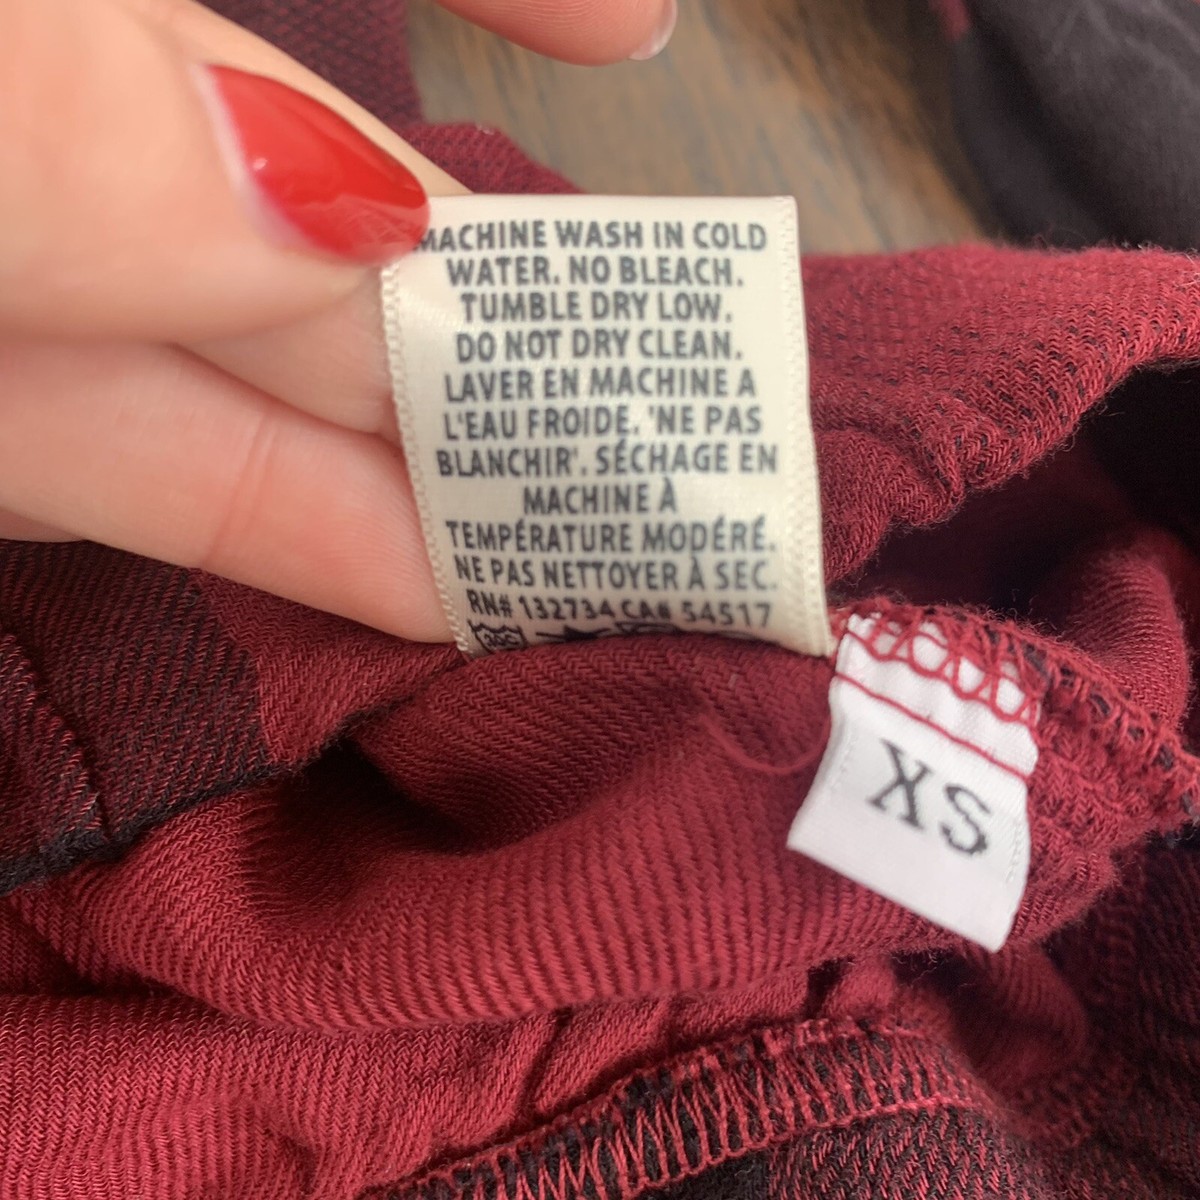 MACHINE WASH IN COLD
WATER. NO BLEACH.
TUMBLE DRY LOW.
DO NOT DRY CLEAN.
LAVER EN MACHINE A
L'EAU FROIDE. 'NE PAS
BLANCHIR'. SÉCHAGE EN
MACHINE À
TEMPÉRATURE MODÉRÉ.
NE PAS NETTOYER À SEC.
RN# 132734 CA# 54517
XS